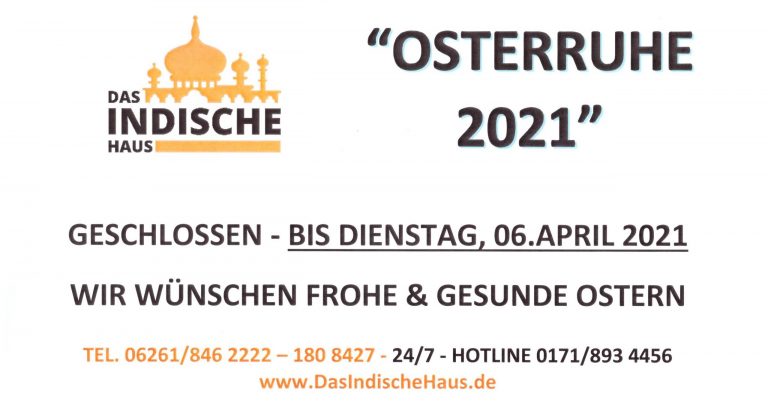 DAS
INDISCHE
HAUS
“OSTERRUHE
2021”
GESCHLOSSEN - BIS DIENSTAG, 06.APRIL 2021
WIR WÜNSCHEN FROHE & GESUNDE OSTERN
TEL. 06261/846 2222 – 180 8427 - 24/7 - HOTLINE 0171/893 4456
www.DasIndischeHaus.de